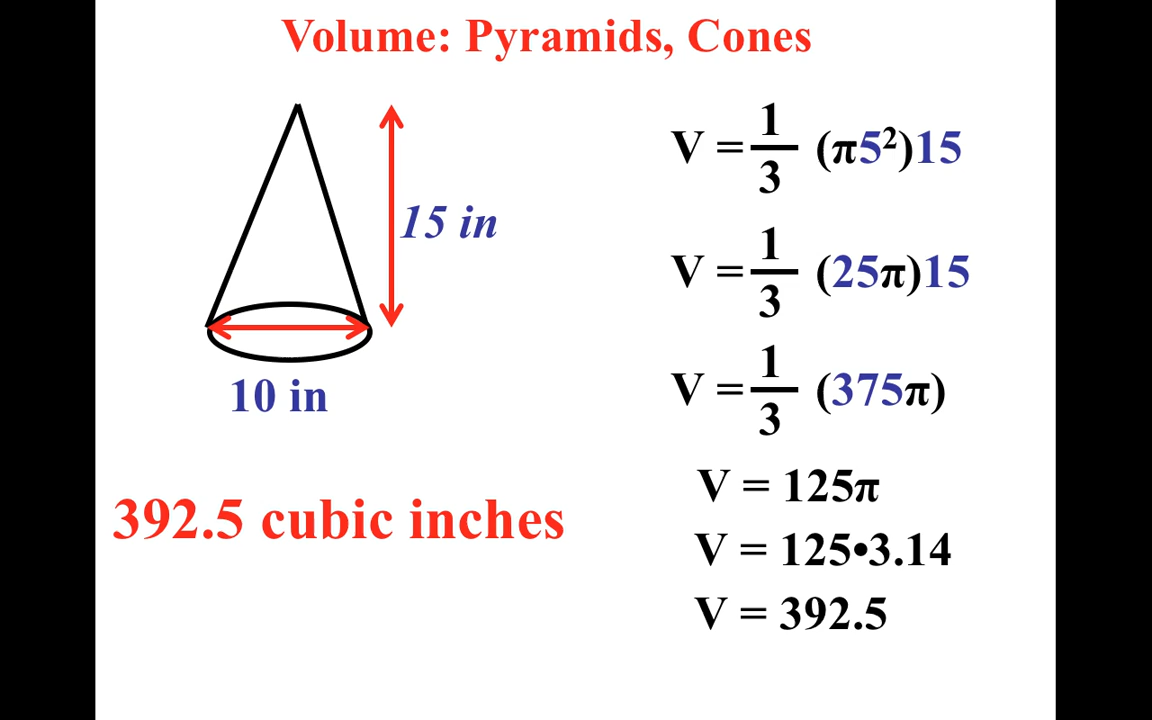 Volume: Pyramids, Cones
15 in
10 in
392.5 cubic inches
V = 1/3 (π5²)15
V = 1/3 (25π)15
V = 1/3 (375π)
V = 125π
V = 125•3.14
V = 392.5